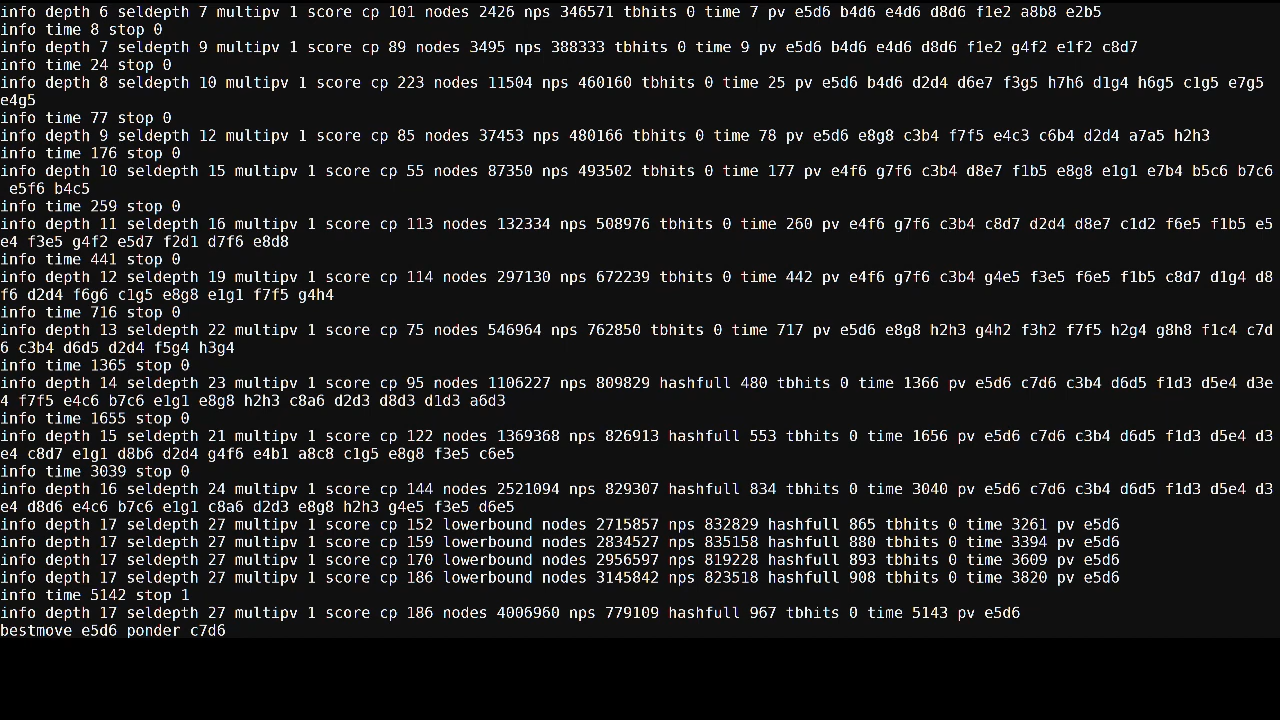 info depth 6 seldepth 7 multipv 1 score cp 101 nodes 2426 nps 346571 tbhits 0 time 7 pv e5d6 b4d6 e4d6 d8d6 f1e2 a8b8 e2b5
info time 8 stop 0
info depth 7 seldepth 9 multipv 1 score cp 89 nodes 3495 nps 388333 tbhits 0 time 9 pv e5d6 b4d6 e4d6 d8d6 f1e2 g4f2 e1f2 c8d7
info time 24 stop 0
info depth 8 seldepth 10 multipv 1 score cp 223 nodes 11504 nps 460160 tbhits 0 time 25 pv e5d6 b4d6 d2d4 d6e7 f3g5 h7h6 d1g4 h6g5 c1g5 e7g5
e4g5
info time 77 stop 0
info depth 9 seldepth 12 multipv 1 score cp 85 nodes 37453 nps 480166 tbhits 0 time 78 pv e5d6 e8g8 c3b4 f7f5 e4c3 c6b4 d2d4 a7a5 h2h3
info time 176 stop 0
info depth 10 seldepth 15 multipv 1 score cp 55 nodes 87350 nps 493502 tbhits 0 time 177 pv e4f6 g7f6 c3b4 d8e7 f1b5 e8g8 e1g1 e7b4 b5c6 b7c6
e5f6 b4c5
info time 259 stop 0
info depth 11 seldepth 16 multipv 1 score cp 113 nodes 132334 nps 508976 tbhits 0 time 260 pv e4f6 g7f6 c3b4 c8d7 d2d4 d8e7 c1d2 f6e5 f1b5 e5
e4 f3e5 g4f2 e5d7 f2d1 d7f6 e8d8
info time 441 stop 0
info depth 12 seldepth 19 multipv 1 score cp 114 nodes 297130 nps 672239 tbhits 0 time 442 pv e4f6 g7f6 c3b4 g4e5 f3e5 f6e5 f1b5 c8d7 d1g4 d8
f6 d2d4 f6g6 c1g5 e8g8 e1g1 f7f5 g4h4
info time 716 stop 0
info depth 13 seldepth 22 multipv 1 score cp 75 nodes 546964 nps 762850 tbhits 0 time 717 pv e5d6 e8g8 h2h3 g4h2 f3h2 f7f5 h2g4 g8h8 f1c4 c7d
6 c3b4 d6d5 d2d4 f5g4 h3g4
info time 1365 stop 0
info depth 14 seldepth 23 multipv 1 score cp 95 nodes 1106227 nps 809829 hashfull 480 tbhits 0 time 1366 pv e5d6 c7d6 c3b4 d6d5 f1d3 d5e4 d3e
4 f7f5 e4c6 b7c6 e1g1 e8g8 h2h3 c8a6 d2d3 d8d3 d1d3 a6d3
info time 1655 stop 0
info depth 15 seldepth 21 multipv 1 score cp 122 nodes 1369368 nps 826913 hashfull 553 tbhits 0 time 1656 pv e5d6 c7d6 c3b4 d6d5 f1d3 d5e4 d3
e4 c8d7 e1g1 d8b6 d2d4 g4f6 e4b1 a8c8 c1g5 e8g8 f3e5 c6e5
info time 3039 stop 0
info depth 16 seldepth 24 multipv 1 score cp 144 nodes 2521094 nps 829307 hashfull 834 tbhits 0 time 3040 pv e5d6 c7d6 c3b4 d6d5 f1d3 d5e4 d3
e4 d8d6 e4c6 b7c6 e1g1 c8a6 d2d3 e8g8 h2h3 g4e5 f3e5 d6e5
info depth 17 seldepth 27 multipv 1 score cp 152 lowerbound nodes 2715857 nps 832829 hashfull 865 tbhits 0 time 3261 pv e5d6
info depth 17 seldepth 27 multipv 1 score cp 159 lowerbound nodes 2834527 nps 835158 hashfull 880 tbhits 0 time 3394 pv e5d6
info depth 17 seldepth 27 multipv 1 score cp 170 lowerbound nodes 2956597 nps 819228 hashfull 893 tbhits 0 time 3609 pv e5d6
info depth 17 seldepth 27 multipv 1 score cp 186 lowerbound nodes 3145842 nps 823518 hashfull 908 tbhits 0 time 3820 pv e5d6
info time 5142 stop 1
info depth 17 seldepth 27 multipv 1 score cp 186 nodes 4006960 nps 779109 hashfull 967 tbhits 0 time 5143 pv e5d6
bestmove e5d6 ponder c7d6